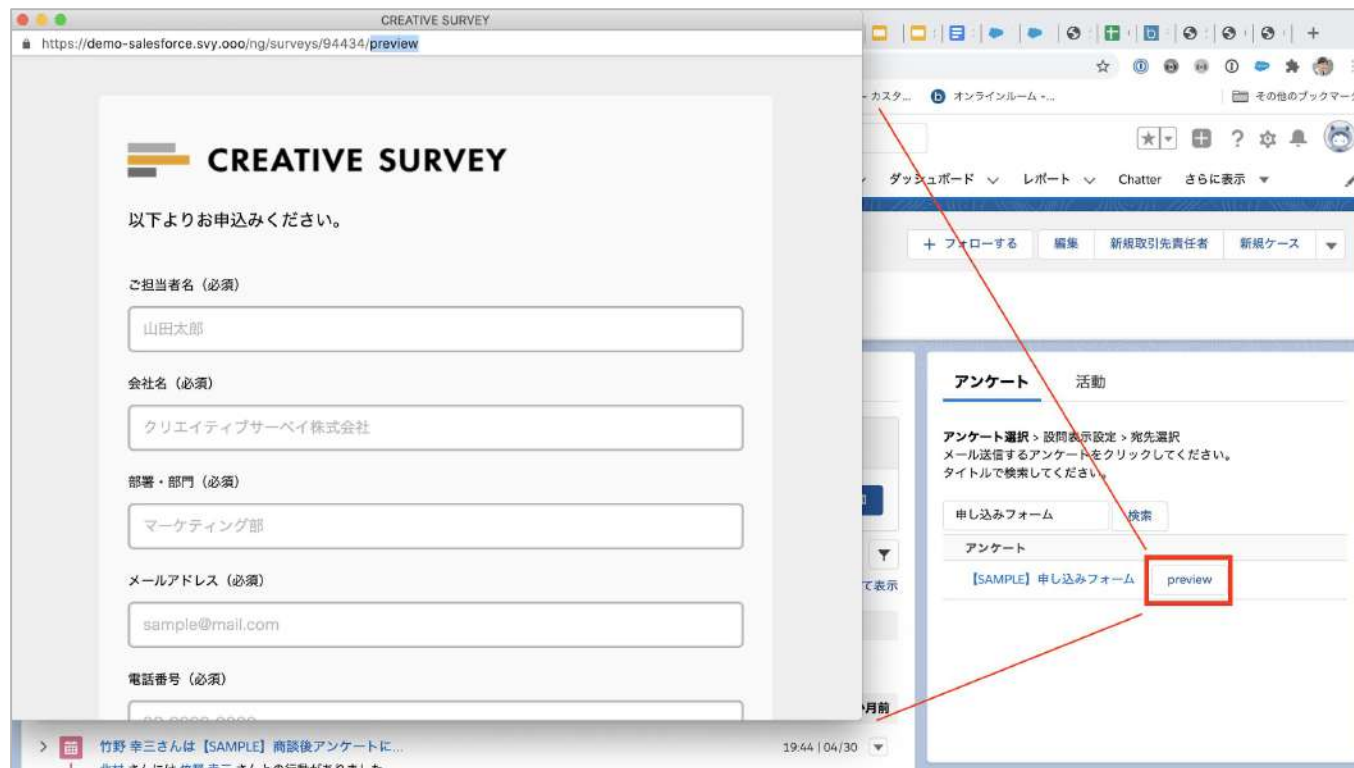 CREATIVE SURVEY
https://demo-salesforce.svy.ooo/ng/surveys/94434/preview
CREATIVE SURVEY
以下よりお申込みください。
ご担当者名（必須）
山田太郎
会社名（必須）
クリエイティブサーベイ株式会社
部署・部門（必須）
マーケティング部
メールアドレス（必須）
sample@mail.com
電話番号（必須）
- カスタ... オンラインルーム -... その他のブックマーク
ダッシュボード レポート Chatter さらに表示
+ フォローする 編集 新規取引先責任者 新規ケース
アンケート 活動
アンケート選択 > 設問表示設定 > 宛先選択
メール送信するアンケートをクリックしてください。
タイトルで検索してください。
申し込みフォーム 検索
アンケート
【SAMPLE】申し込みフォーム preview
て表示
月前
竹野 幸三さんは【SAMPLE】商談後アンケートに... 19:44 | 04/30